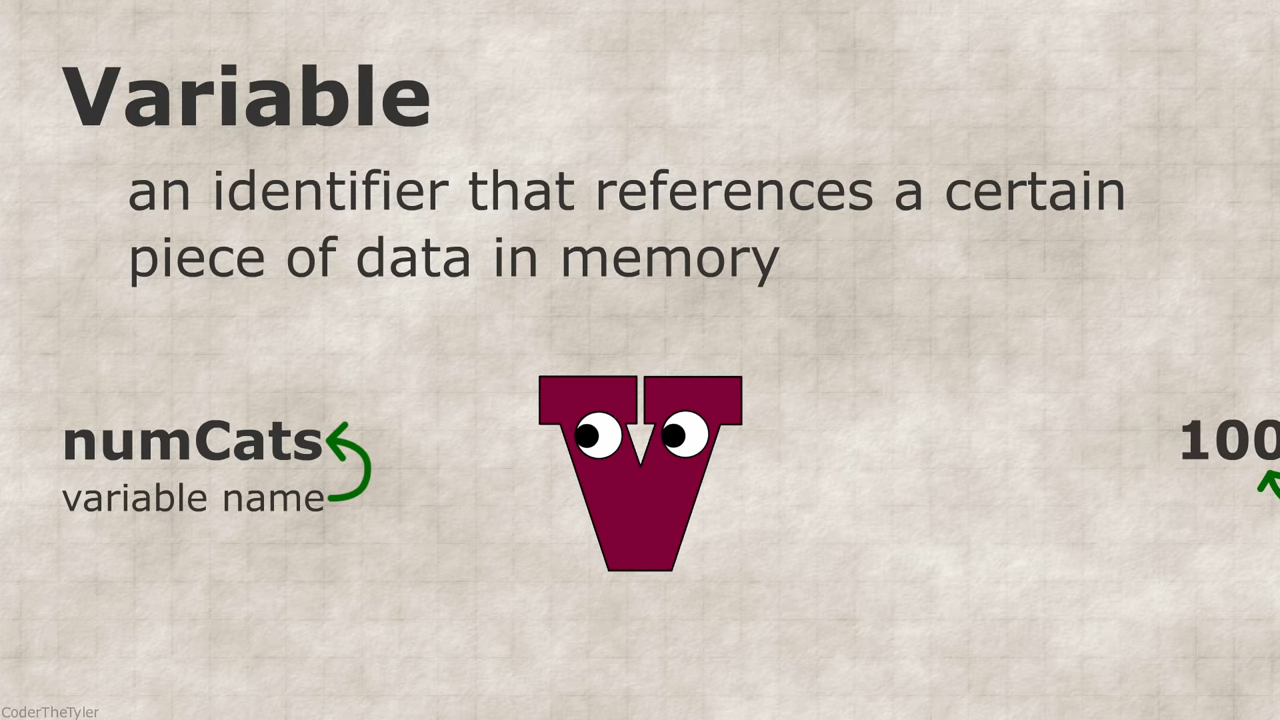 Variable
an identifier that references a certain
piece of data in memory
numCats
100
variable name
CoderTheTyler